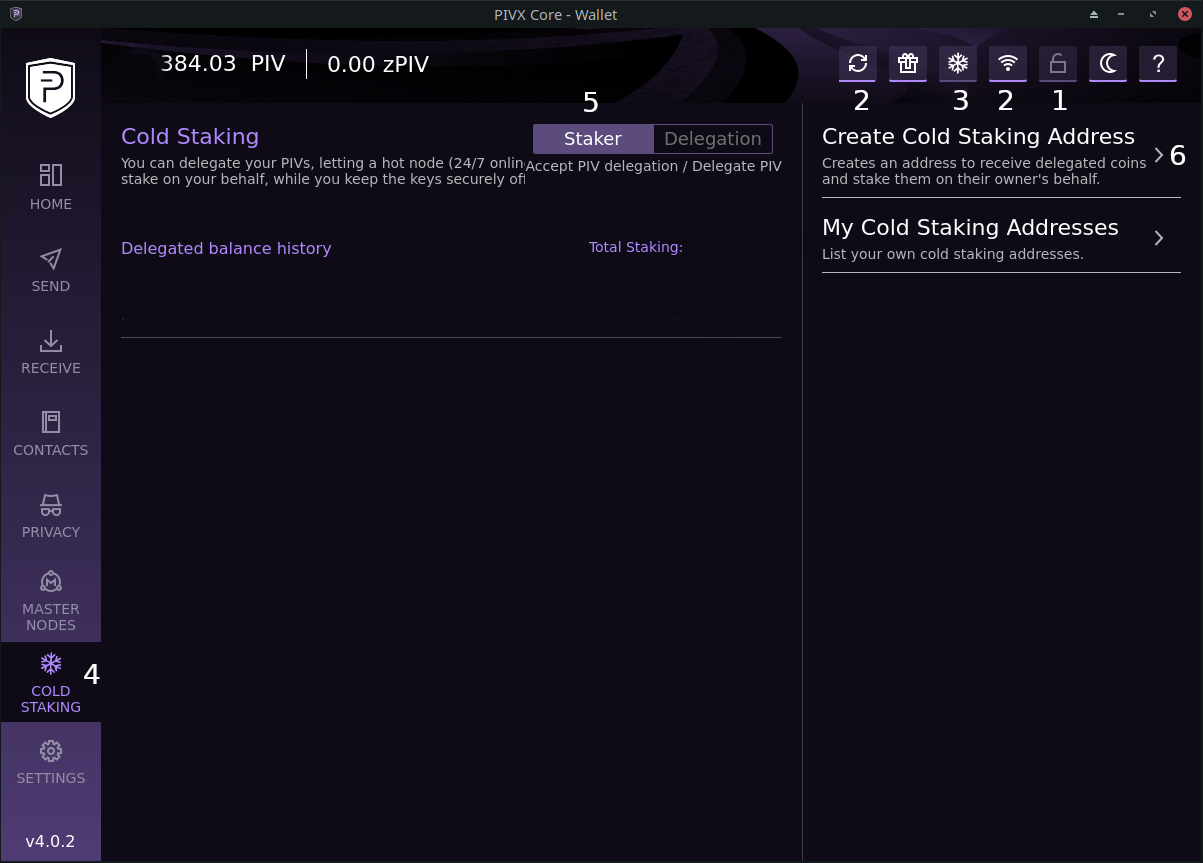 PIVX Core - Wallet
384.03 PIV
0.00 zPIV
?
2
3
2
1
5
Cold Staking
You can delegate your PIVs, letting a hot node (24/7 onlin
stake on your behalf, while you keep the keys securely of
Staker
Delegation
Accept PIV delegation / Delegate PIV
Create Cold Staking Address
Creates an address to receive delegated coins
and stake them on their owner's behalf.
6
My Cold Staking Addresses
List your own cold staking addresses.
Delegated balance history
Total Staking:
HOME
SEND
RECEIVE
CONTACTS
PRIVACY
MASTER
NODES
COLD
STAKING
4
SETTINGS
v4.0.2